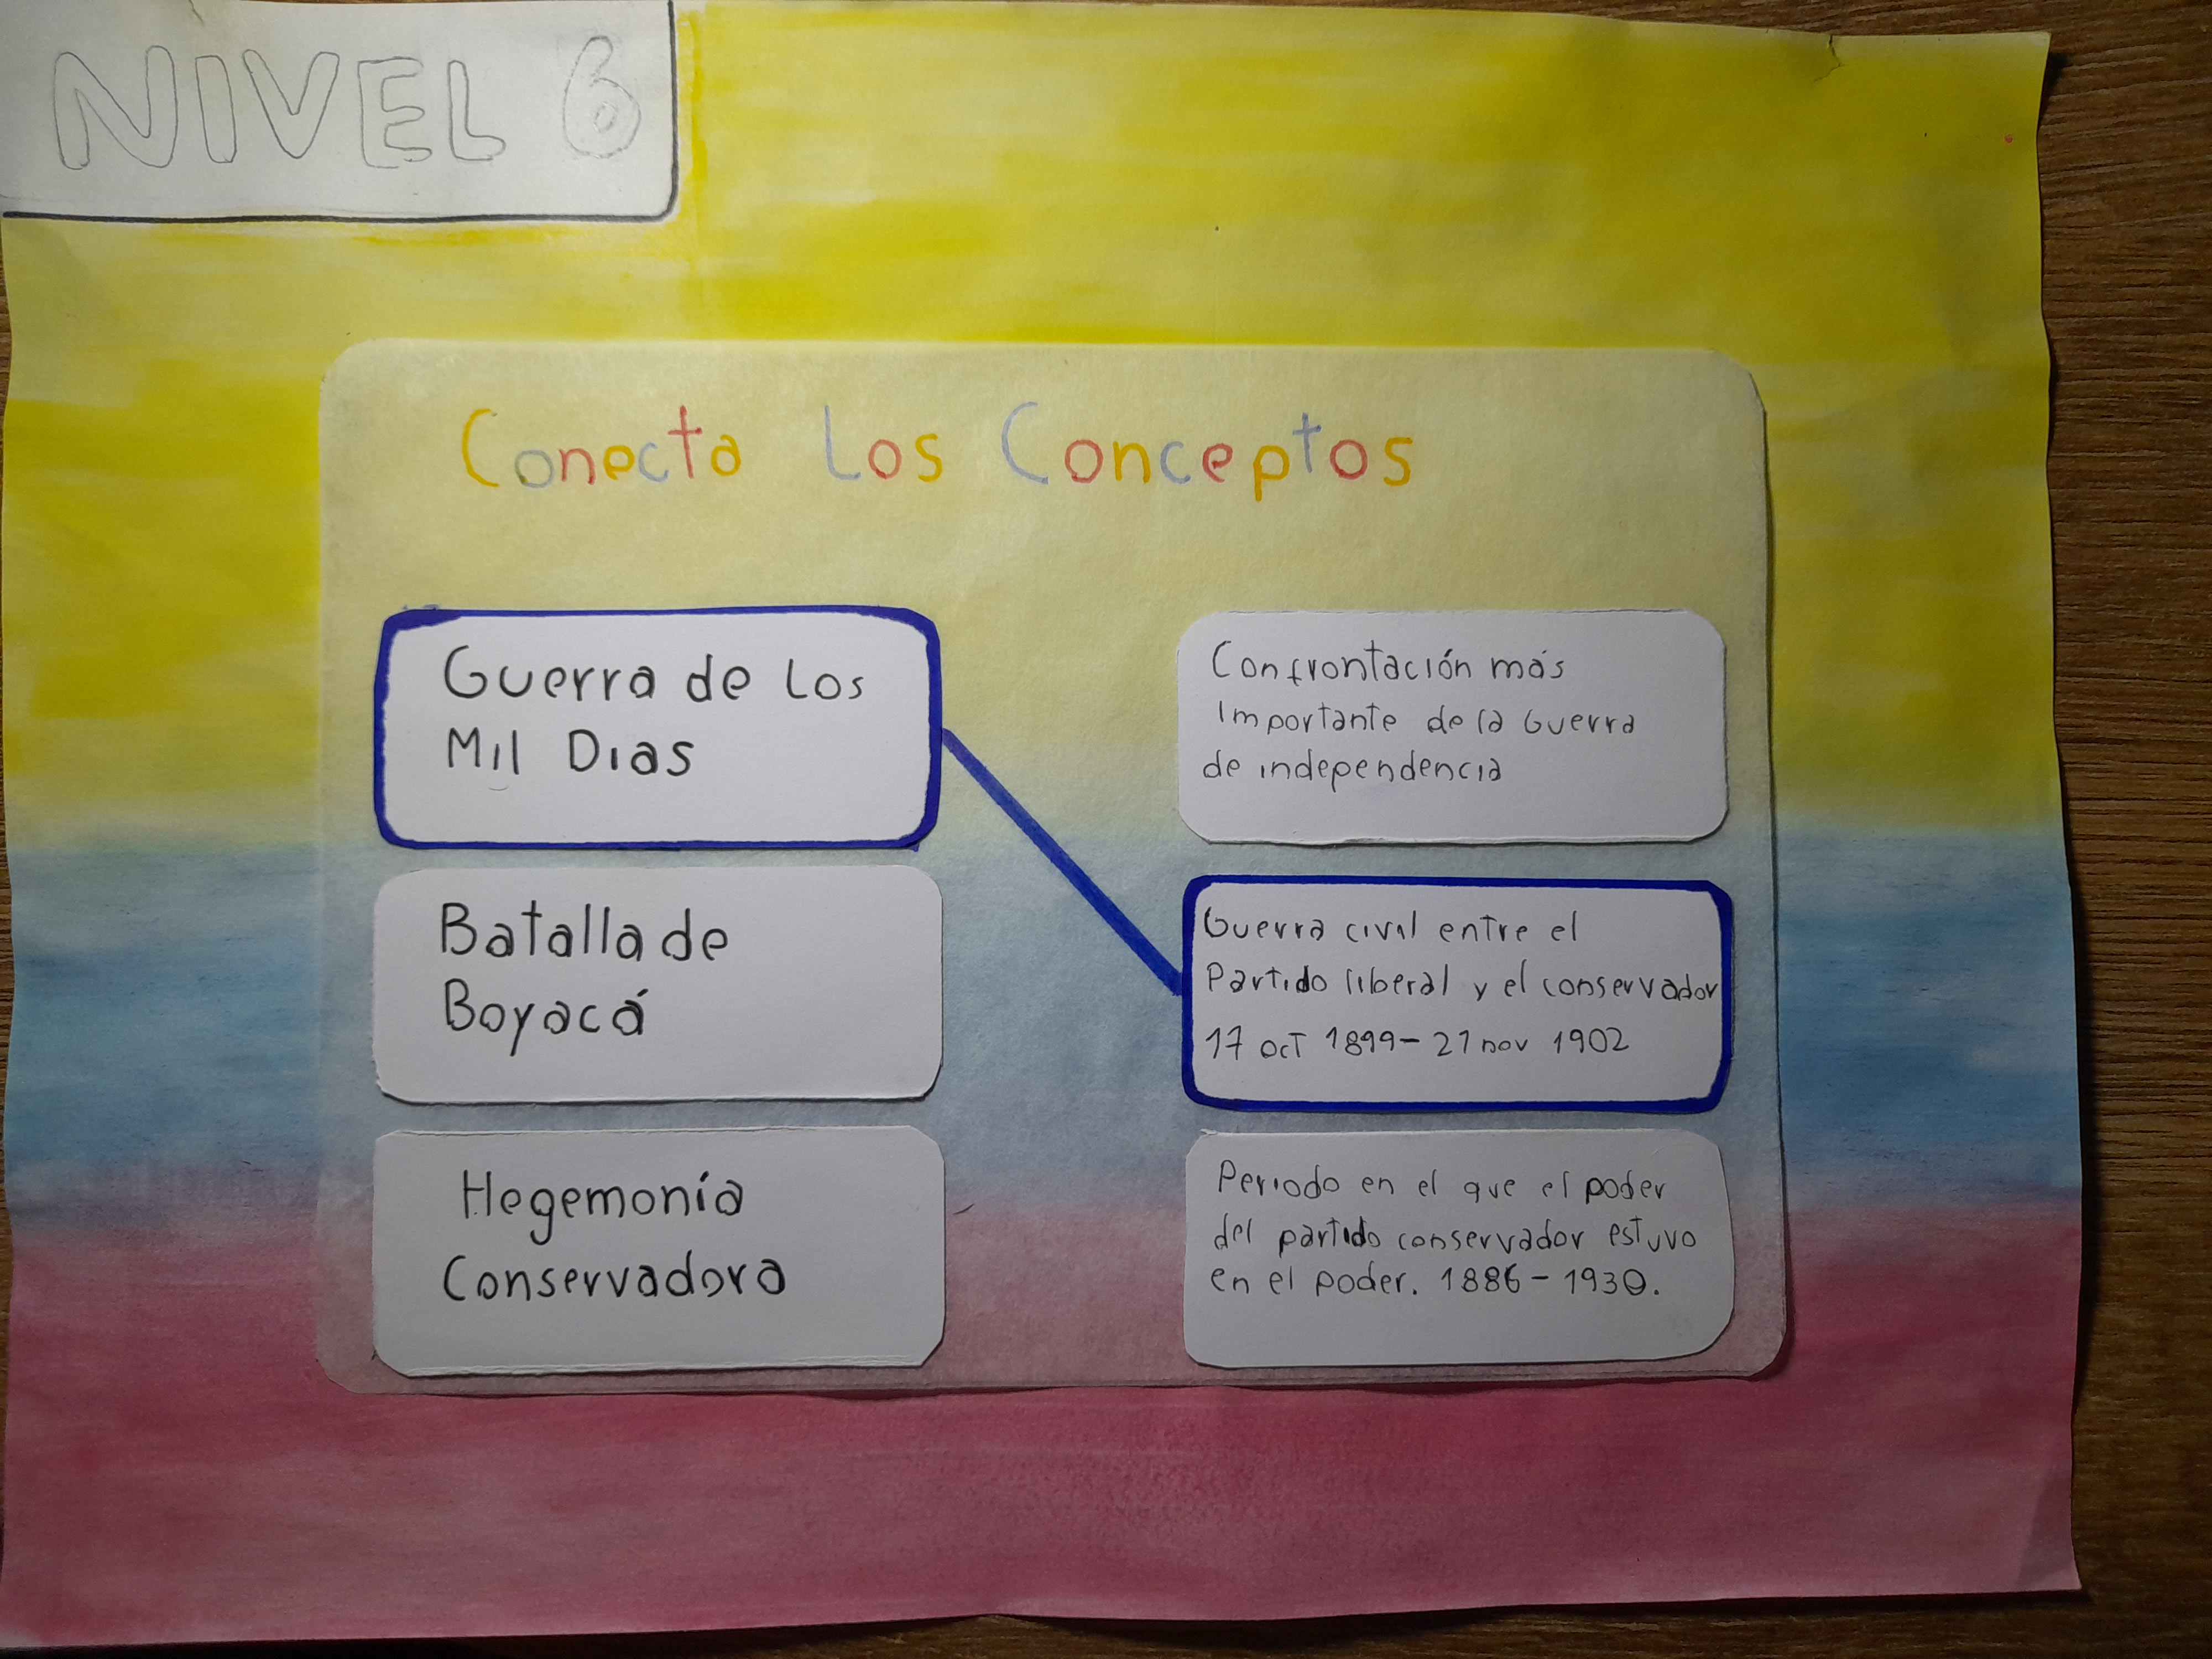 NIVEL 6
Conecta Los Conceptos
Guerra de Los
Mil Dias
Batalla de
Boyacá
Hegemonía
Conservadora
Confrontación más
Importante de la Guerra
de independencia
Guerra civil entre el
Partido liberal y el conservador
17 oct 1899 - 21 nov 1902
Periodo en el que el poder
del partido conservador estuvo
en el poder. 1886 - 1930.